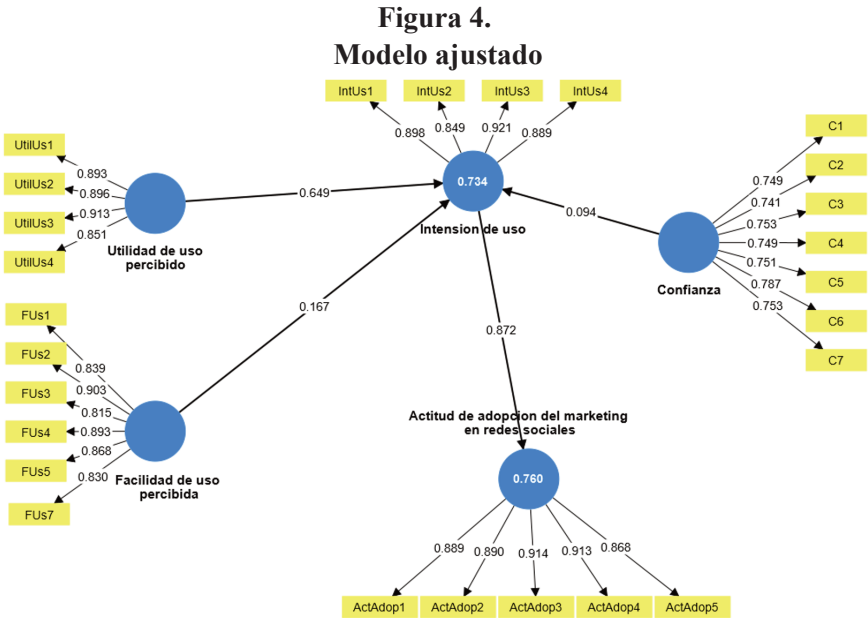 Figura 4.
Modelo ajustado
IntUs1
IntUs2
IntUs3
IntUs4
0.898
0.849
0.921
0.889
UtilUs1
UtilUs2
UtilUs3
UtilUs4
0.893
0.896
0.913
0.851
Utilidad de uso
percibido
0.649
0.734
Intension de uso
0.094
C1
C2
C3
C4
C5
C6
C7
0.749
0.741
0.753
0.749
0.751
0.787
0.753
Confianza
0.167
0.872
FUs1
FUs2
FUs3
FUs4
FUs5
FUs7
0.839
0.903
0.815
0.893
0.868
0.830
Facilidad de uso
percibida
Actitud de adopcion del marketing
en redes sociales
0.760
0.889
0.890
0.914
0.913
0.868
ActAdop1
ActAdop2
ActAdop3
ActAdop4
ActAdop5